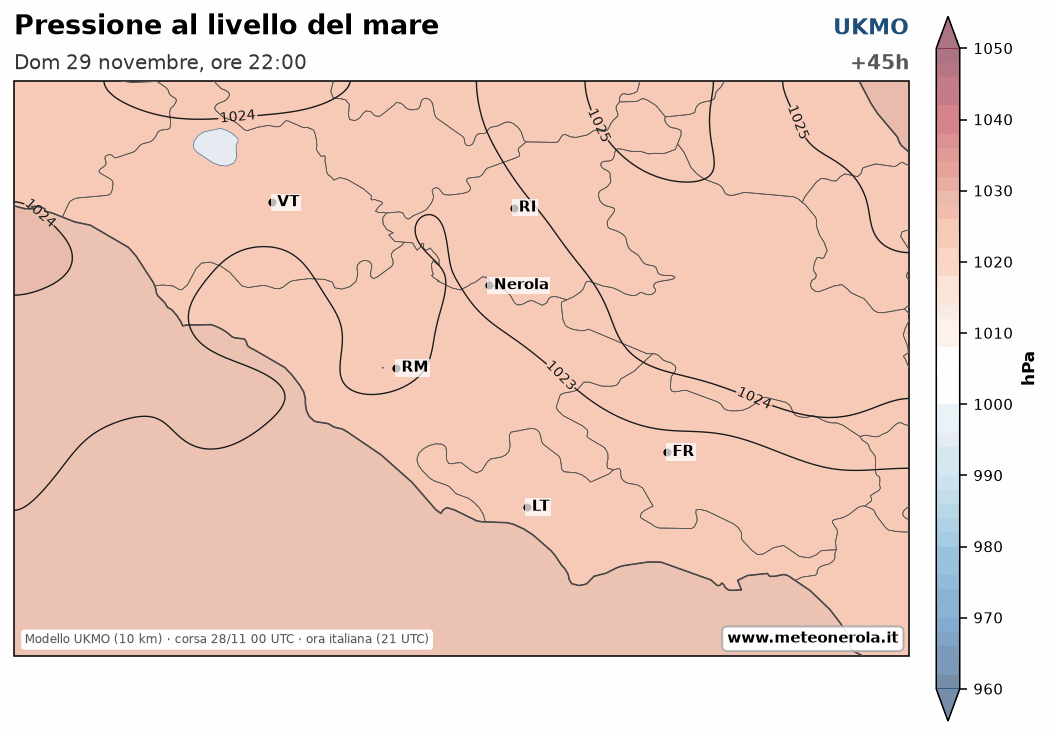 Pressione al livello del mare
UKMO
Dom 29 novembre, ore 22:00
+45h
1024
1025
1025
1024
VT
RI
Nerola
RM
1023
1024
FR
LT
Modello UKMO (10 km) · corsa 28/11 00 UTC · ora italiana (21 UTC)
www.meteonerola.it
1050
1040
1030
1020
1010
1000
990
980
970
960
hPa